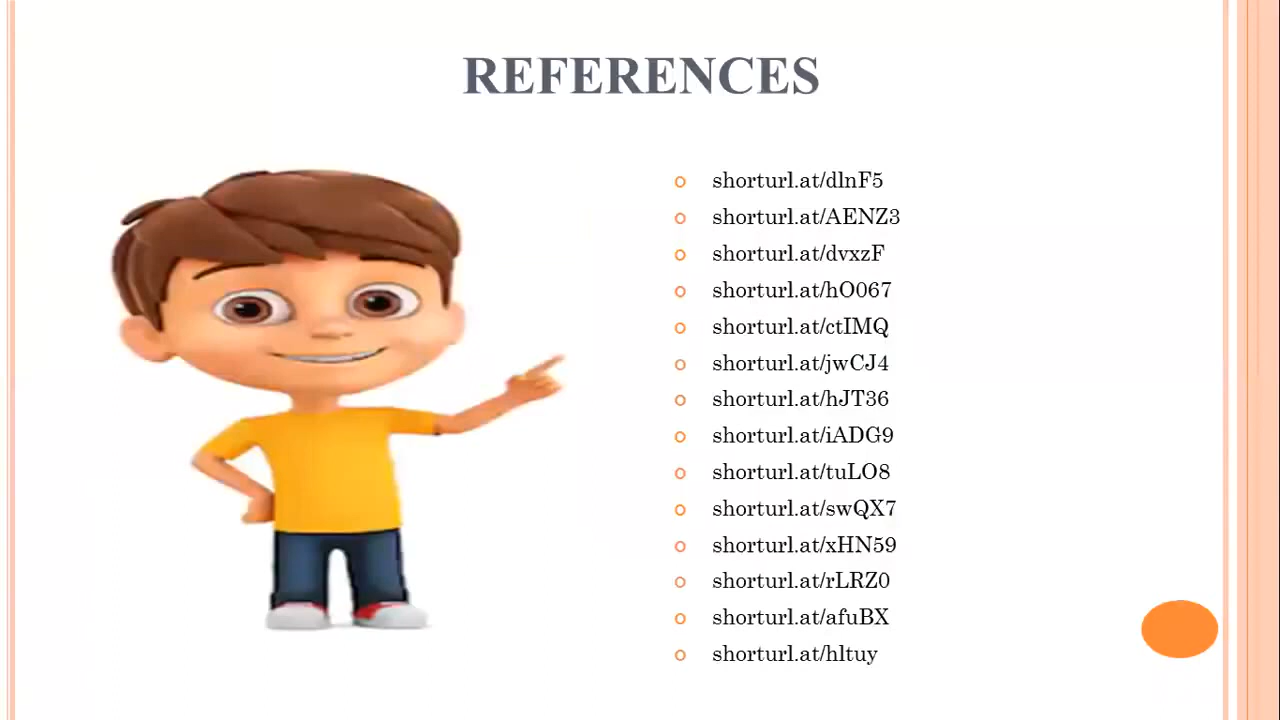 REFERENCES
shorturl.at/dlnF5
shorturl.at/AENZ3
shorturl.at/dvxzF
shorturl.at/hO067
shorturl.at/ctIMQ
shorturl.at/jwCJ4
shorturl.at/hJT36
shorturl.at/iADG9
shorturl.at/tuLO8
shorturl.at/swQX7
shorturl.at/xHN59
shorturl.at/rLRZ0
shorturl.at/afuBX
shorturl.at/hltuy